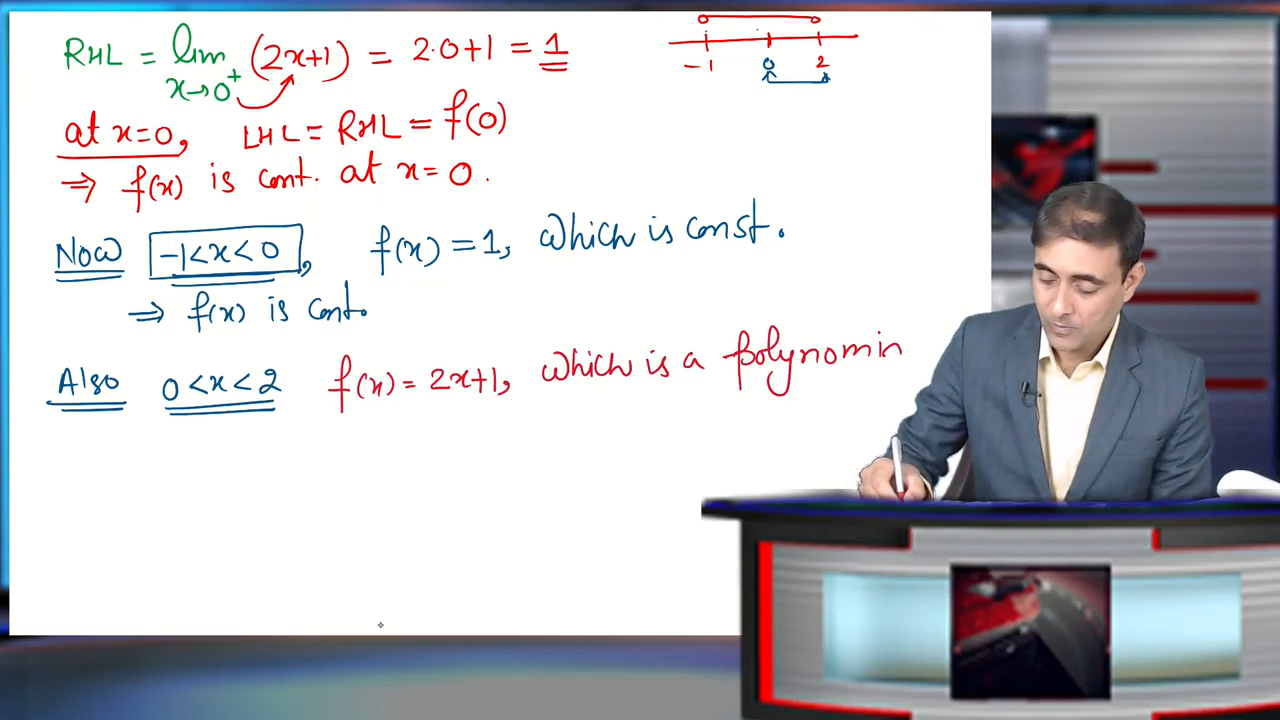 RHL = lim x→0⁺ (2x+1) = 2·0+1 = 1
-1 0 2
at x=0, LHL = RHL = f(0)
⇒ f(x) is cont. at x=0.
Now -1<x<0, f(x)=1, which is const.
⇒ f(x) is cont.
Also 0<x<2 f(x)=2x+1, which is a polynomin